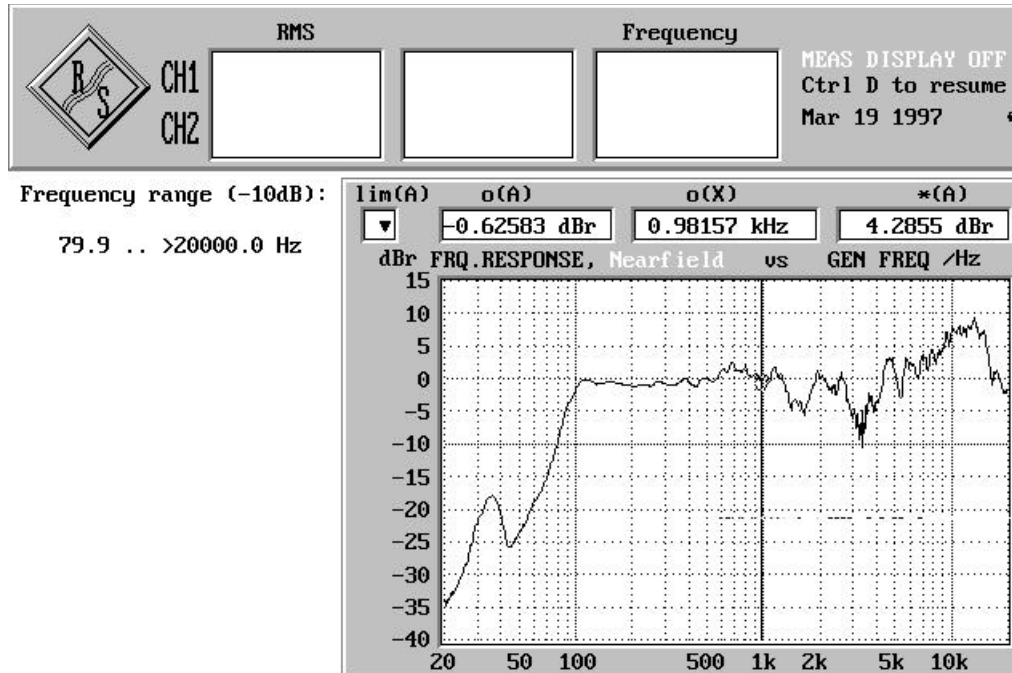 RMS Frequency
R S
MEAS DISPLAY OFF
CH1
Ctrl D to resume
CH2
Mar 19 1997
Frequency range (-10dB):
79.9 .. >20000.0 Hz
lim(A) o(A) o(X) *(A)
▼ -0.62583 dBr 0.98157 kHz 4.2855 dBr
dBr FRQ.RESPONSE, Nearfield vs GEN FREQ /Hz
15
10
5
0
-5
-10
-15
-20
-25
-30
-35
-40
20 50 100 500 1k 2k 5k 10k